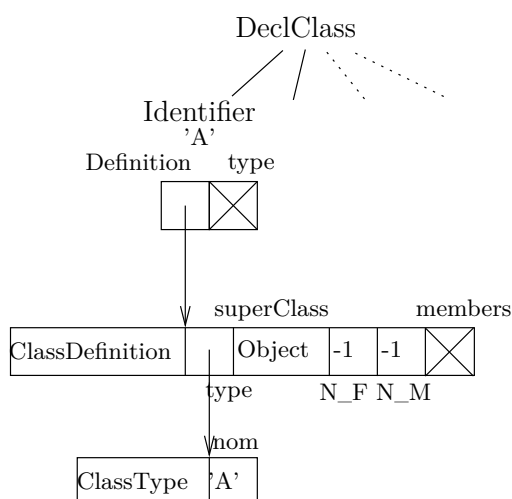 DeclClass
Identifier
'A'
Definition type
superClass members
ClassDefinition Object -1 -1
type N_F N_M
nom
ClassType 'A'